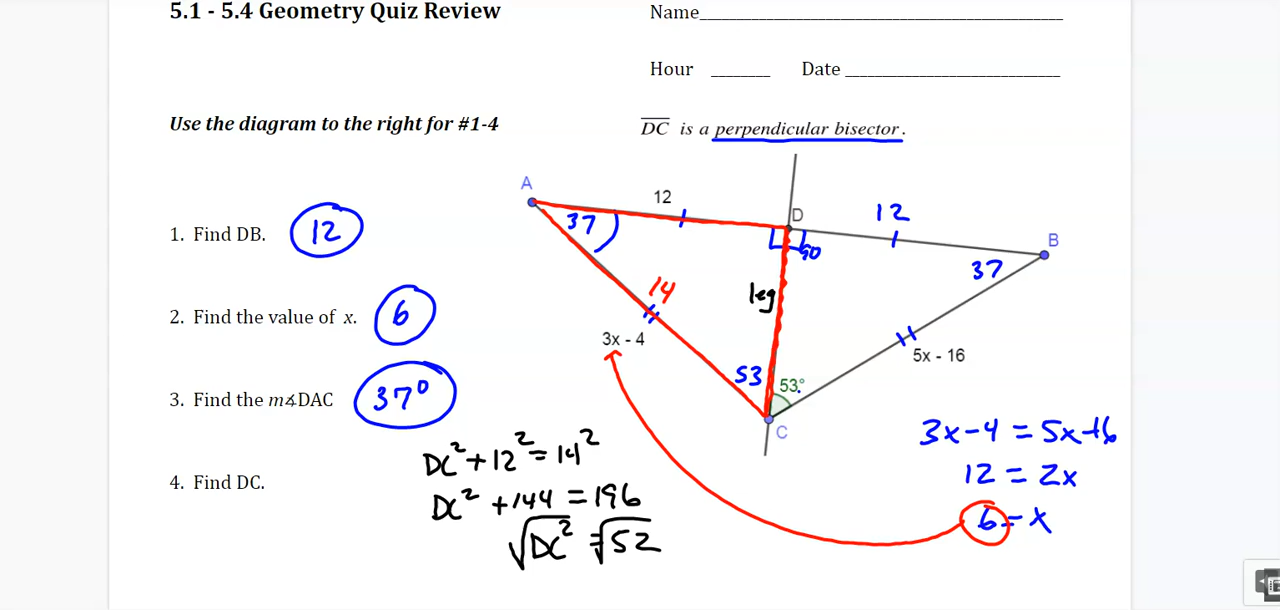 5.1 - 5.4 Geometry Quiz Review
Name
Hour Date
Use the diagram to the right for #1-4
DC is a perpendicular bisector.
A
12
D
12
B
37
90
37
1. Find DB. 12
14
leg
2. Find the value of x. 6
3x - 4
5x - 16
53
53°
3. Find the m∡DAC 37°
C
DC² + 12² = 14²
3x - 4 = 5x - 16
4. Find DC.
12 = 2x
DC² + 144 = 196
6 = x
√DC² = √52